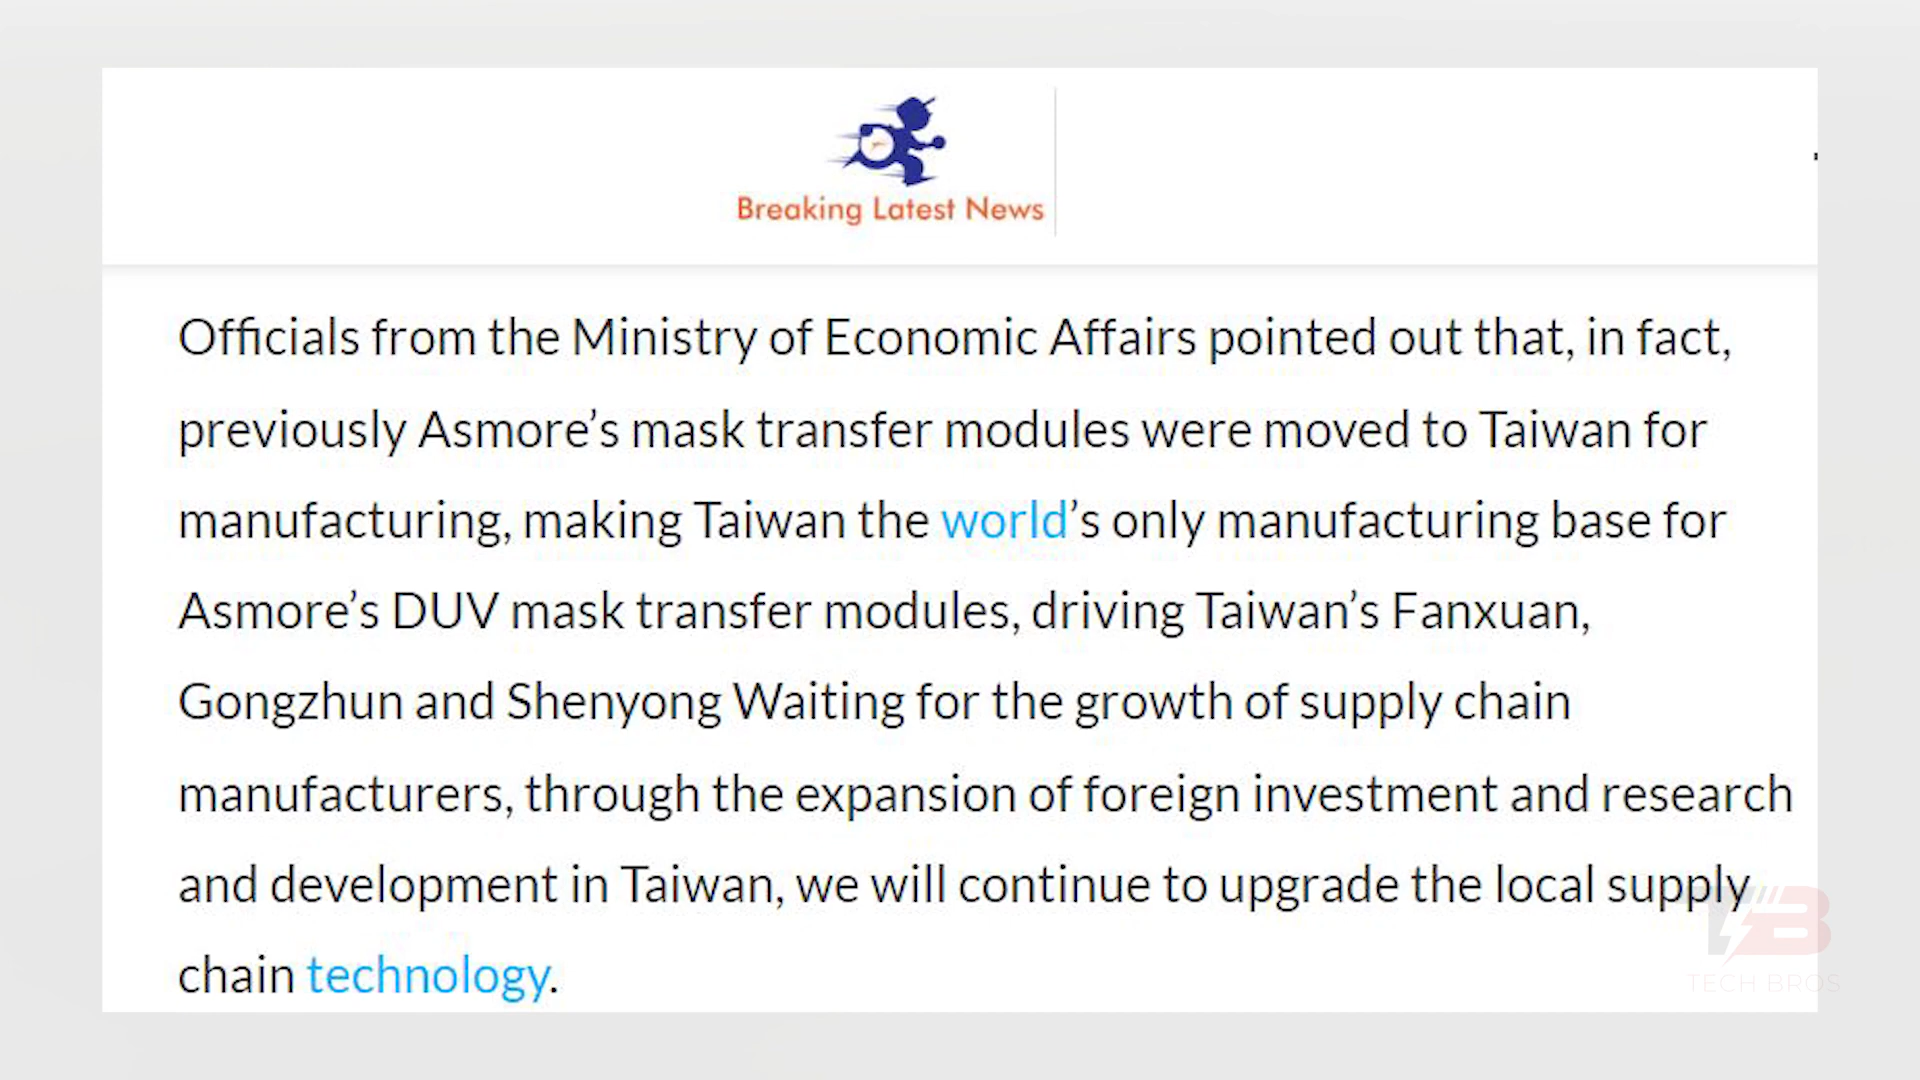 Breaking Latest News
Officials from the Ministry of Economic Affairs pointed out that, in fact,
previously Asmore’s mask transfer modules were moved to Taiwan for
manufacturing, making Taiwan the world’s only manufacturing base for
Asmore’s DUV mask transfer modules, driving Taiwan’s Fanxuan,
Gongzhun and Shenyong Waiting for the growth of supply chain
manufacturers, through the expansion of foreign investment and research
and development in Taiwan, we will continue to upgrade the local supply
chain technology.
TB
TECH BROS